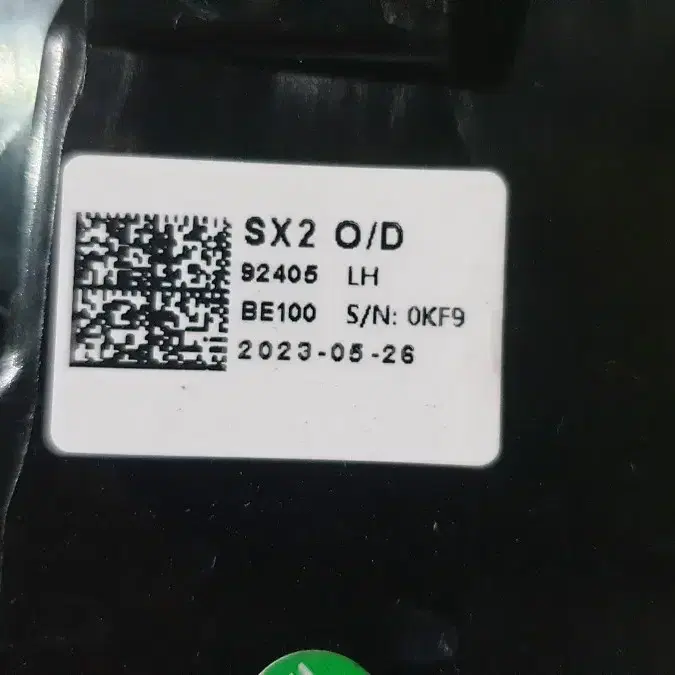 SX2 O/D
92405 LH
BE100 S/N: 0KF9
2023-05-26